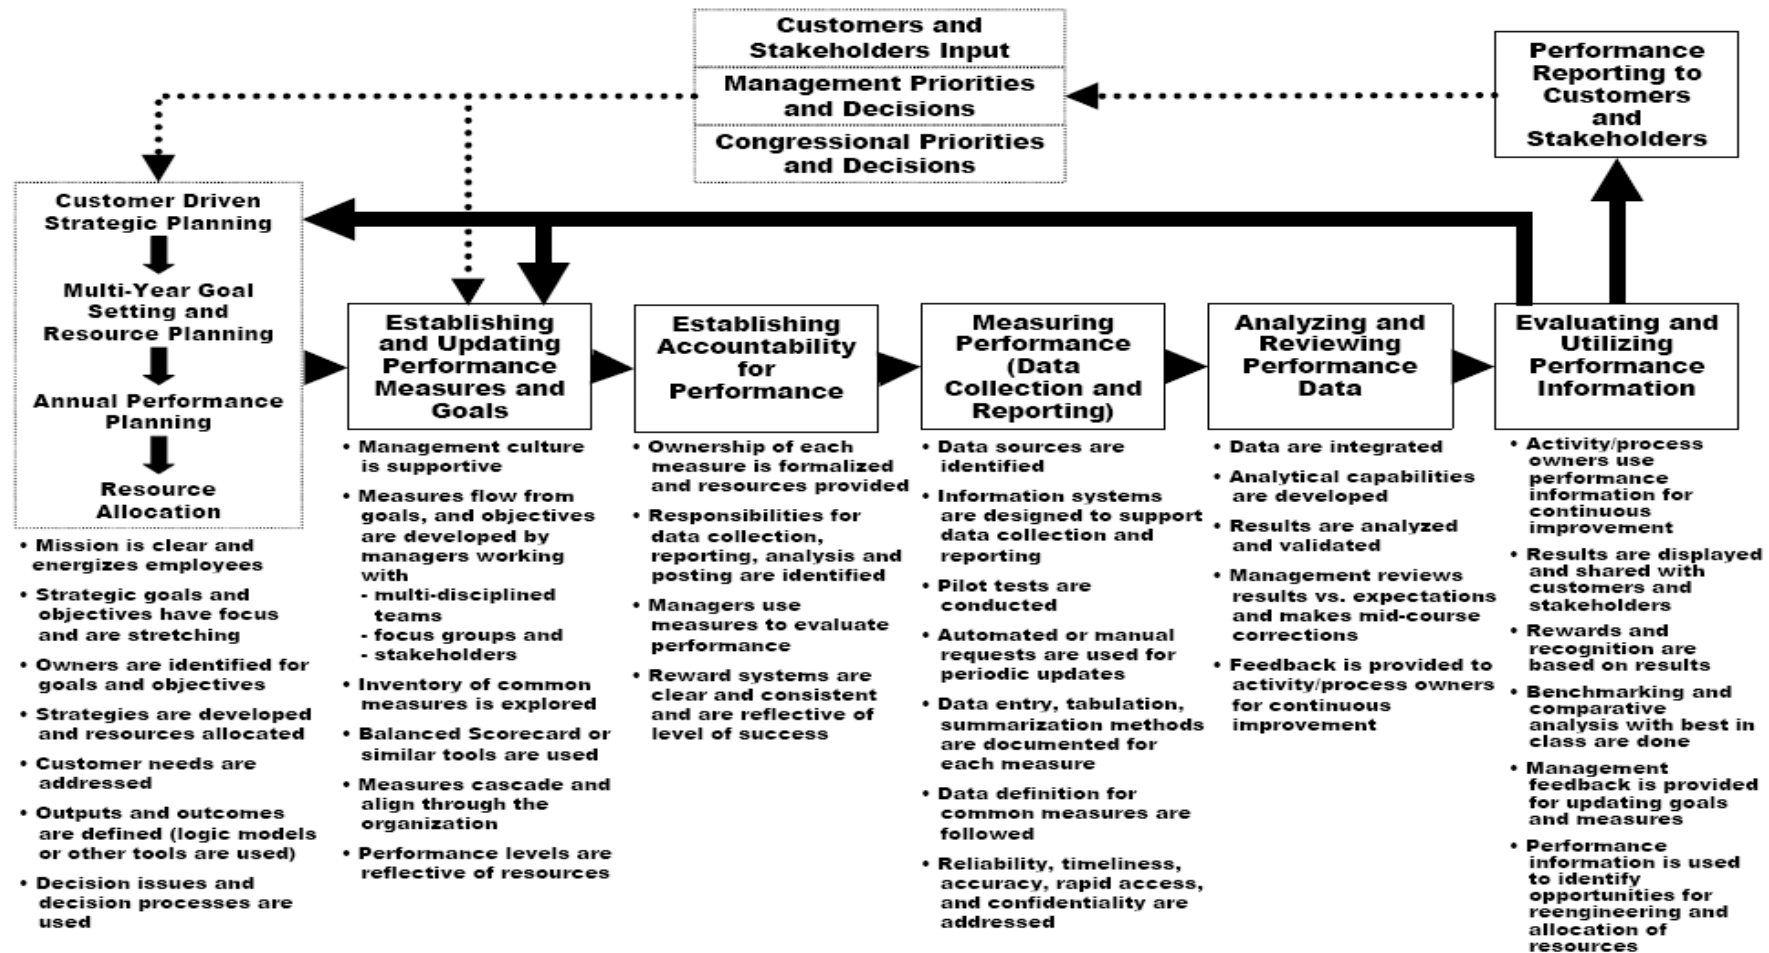 Customers and
Stakeholders Input
Management Priorities
and Decisions
Congressional Priorities
and Decisions
Performance
Reporting to
Customers
and
Stakeholders
Customer Driven
Strategic Planning
Multi-Year Goal
Setting and
Resource Planning
Annual Performance
Planning
Resource
Allocation
• Mission is clear and
energizes employees
• Strategic goals and
objectives have focus
and are stretching
• Owners are identified for
goals and objectives
• Strategies are developed
and resources allocated
• Customer needs are
addressed
• Outputs and outcomes
are defined (logic models
or other tools are used)
• Decision issues and
decision processes are
used
Establishing
and Updating
Performance
Measures and
Goals
• Management culture
is supportive
• Measures flow from
goals, and objectives
are developed by
managers working
with
- multi-disciplined
teams
- focus groups and
- stakeholders
• Inventory of common
measures is explored
• Balanced Scorecard or
similar tools are used
• Measures cascade and
align through the
organization
• Performance levels are
reflective of resources
Establishing
Accountability
for
Performance
• Ownership of each
measure is formalized
and resources provided
• Responsibilities for
data collection,
reporting, analysis and
posting are identified
• Managers use
measures to evaluate
performance
• Reward systems are
clear and consistent
and are reflective of
level of success
Measuring
Performance
(Data
Collection and
Reporting)
• Data sources are
identified
• Information systems
are designed to support
data collection and
reporting
• Pilot tests are
conducted
• Automated or manual
requests are used for
periodic updates
• Data entry, tabulation,
summarization methods
are documented for
each measure
• Data definition for
common measures are
followed
• Reliability, timeliness,
accuracy, rapid access,
and confidentiality are
addressed
Analyzing and
Reviewing
Performance
Data
• Data are integrated
• Analytical capabilities
are developed
• Results are analyzed
and validated
• Management reviews
results vs. expectations
and makes mid-course
corrections
• Feedback is provided to
activity/process owners
for continuous
improvement
Evaluating and
Utilizing
Performance
Information
• Activity/process
owners use
performance
information for
continuous
improvement
• Results are displayed
and shared with
customers and
stakeholders
• Rewards and
recognition are
based on results
• Benchmarking and
comparative
analysis with best in
class are done
• Management
feedback is provided
for updating goals
and measures
• Performance
information is used
to identify
opportunities for
reengineering and
allocation of
resources